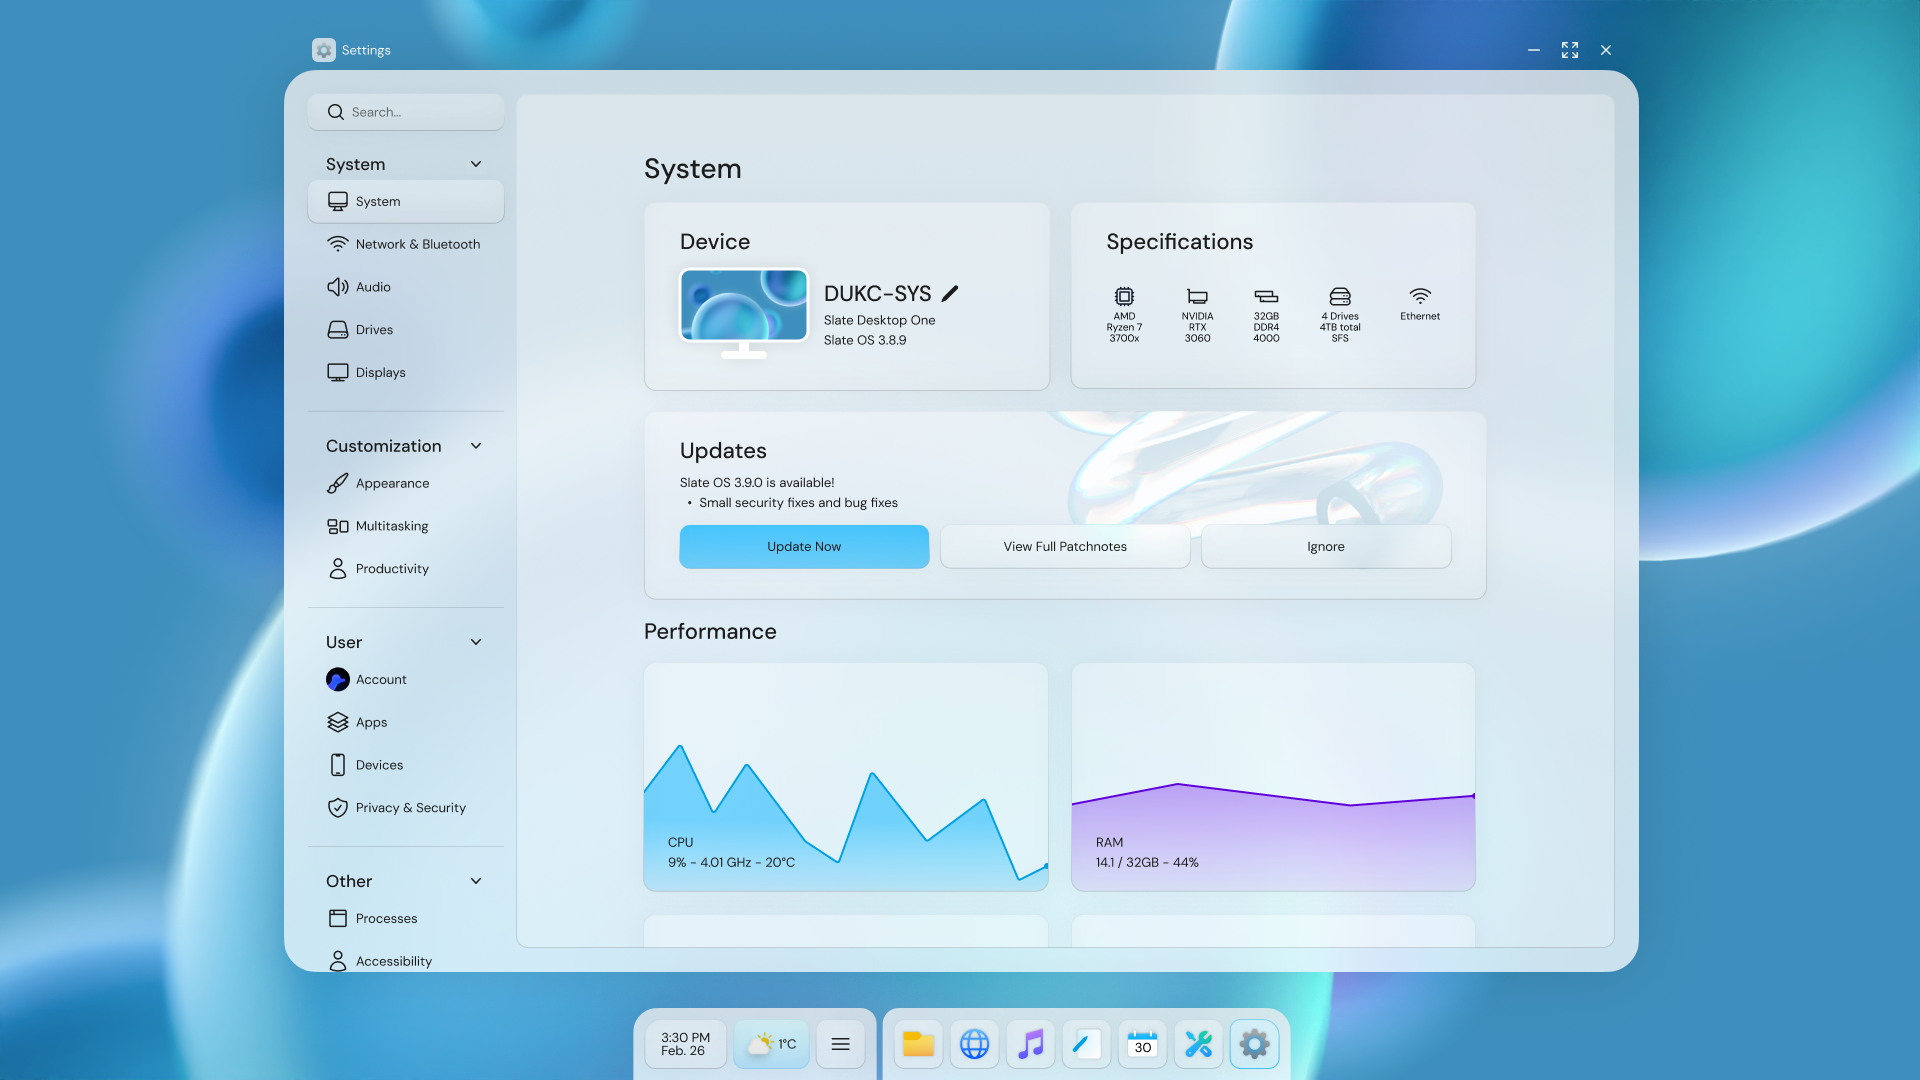 Settings
Search...
System
System
Network & Bluetooth
Audio
Drives
Displays
Customization
Appearance
Multitasking
Productivity
User
Account
Apps
Devices
Privacy & Security
Other
Processes
Accessibility
System
Device
DUKC-SYS
Slate Desktop One
Slate OS 3.8.9
Specifications
AMD
Ryzen 7
3700x
NVIDIA
RTX
3060
32GB
DDR4
4000
4 Drives
4TB total
SFS
Ethernet
Updates
Slate OS 3.9.0 is available!
• Small security fixes and bug fixes
Update Now
View Full Patchnotes
Ignore
Performance
CPU
9% - 4.01 GHz - 20°C
RAM
14.1 / 32GB - 44%
3:30 PM
Feb. 26
1°C
30